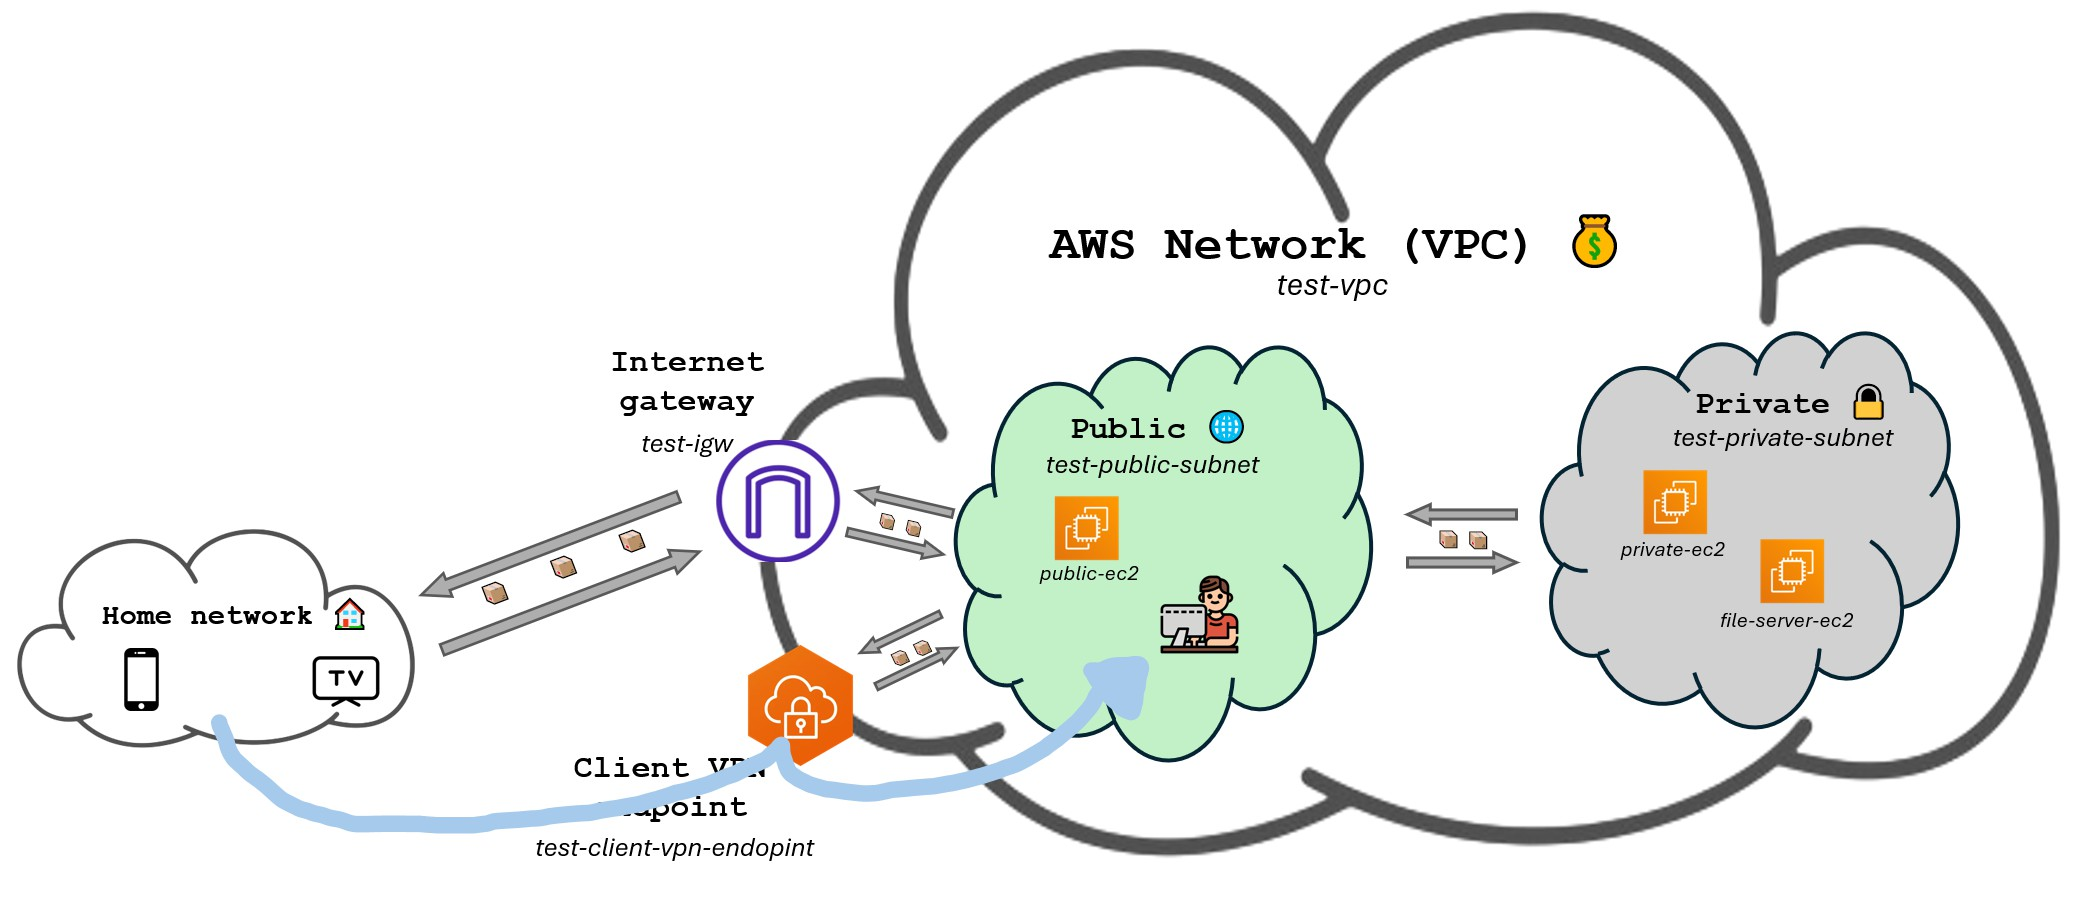 AWS Network (VPC)
test-vpc
Internet
gateway
test-igw
Public
test-public-subnet
public-ec2
Private
test-private-subnet
private-ec2
file-server-ec2
Home network
TV
Client VPN
test-client-vpn-endopint